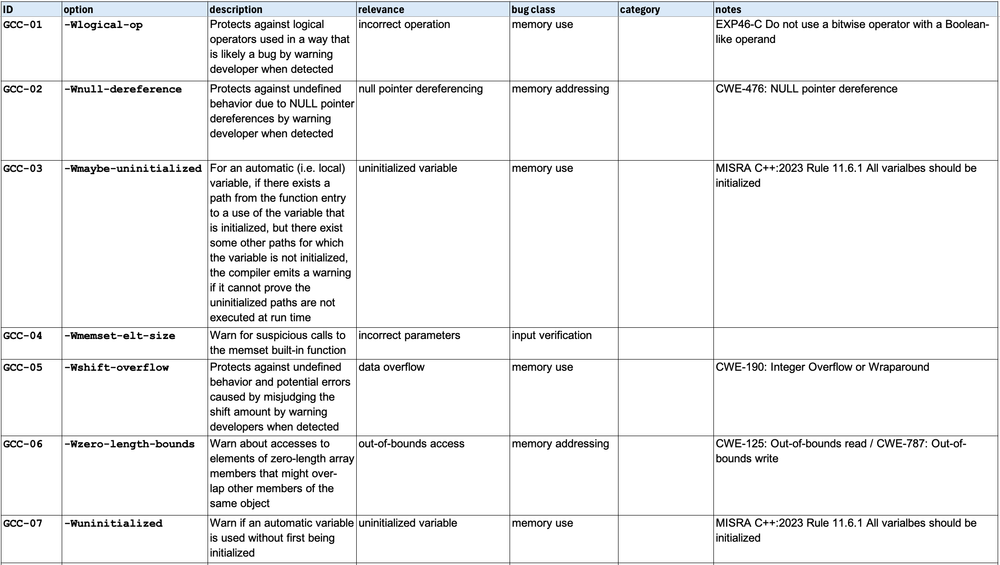 ID option description relevance bug class category notes
GCC-01 -Wlogical-op Protects against logical incorrect operation memory use EXP46-C Do not use a bitwise operator with a Boolean-
operators used in a way that like operand
is likely a bug by warning
developer when detected
GCC-02 -Wnull-dereference Protects against undefined null pointer dereferencing memory addressing CWE-476: NULL pointer dereference
behavior due to NULL pointer
dereferences by warning
developer when detected
GCC-03 -Wmaybe-uninitialized For an automatic (i.e. local) uninitialized variable memory use MISRA C++:2023 Rule 11.6.1 All varialbes should be
variable, if there exists a initialized
path from the function entry
to a use of the variable that
is initialized, but there exist
some other paths for which
the variable is not initialized,
the compiler emits a warning
if it cannot prove the
uninitialized paths are not
executed at run time
GCC-04 -Wmemset-elt-size Warn for suspicious calls to incorrect parameters input verification
the memset built-in function
GCC-05 -Wshift-overflow Protects against undefined data overflow memory use CWE-190: Integer Overflow or Wraparound
behavior and potential errors
caused by misjudging the
shift amount by warning
developers when detected
GCC-06 -Wzero-length-bounds Warn about accesses to out-of-bounds access memory addressing CWE-125: Out-of-bounds read / CWE-787: Out-of-
elements of zero-length array bounds write
members that might over-
lap other members of the
same object
GCC-07 -Wuninitialized Warn if an automatic variable uninitialized variable memory use MISRA C++:2023 Rule 11.6.1 All varialbes should be
is used without first being initialized
initialized